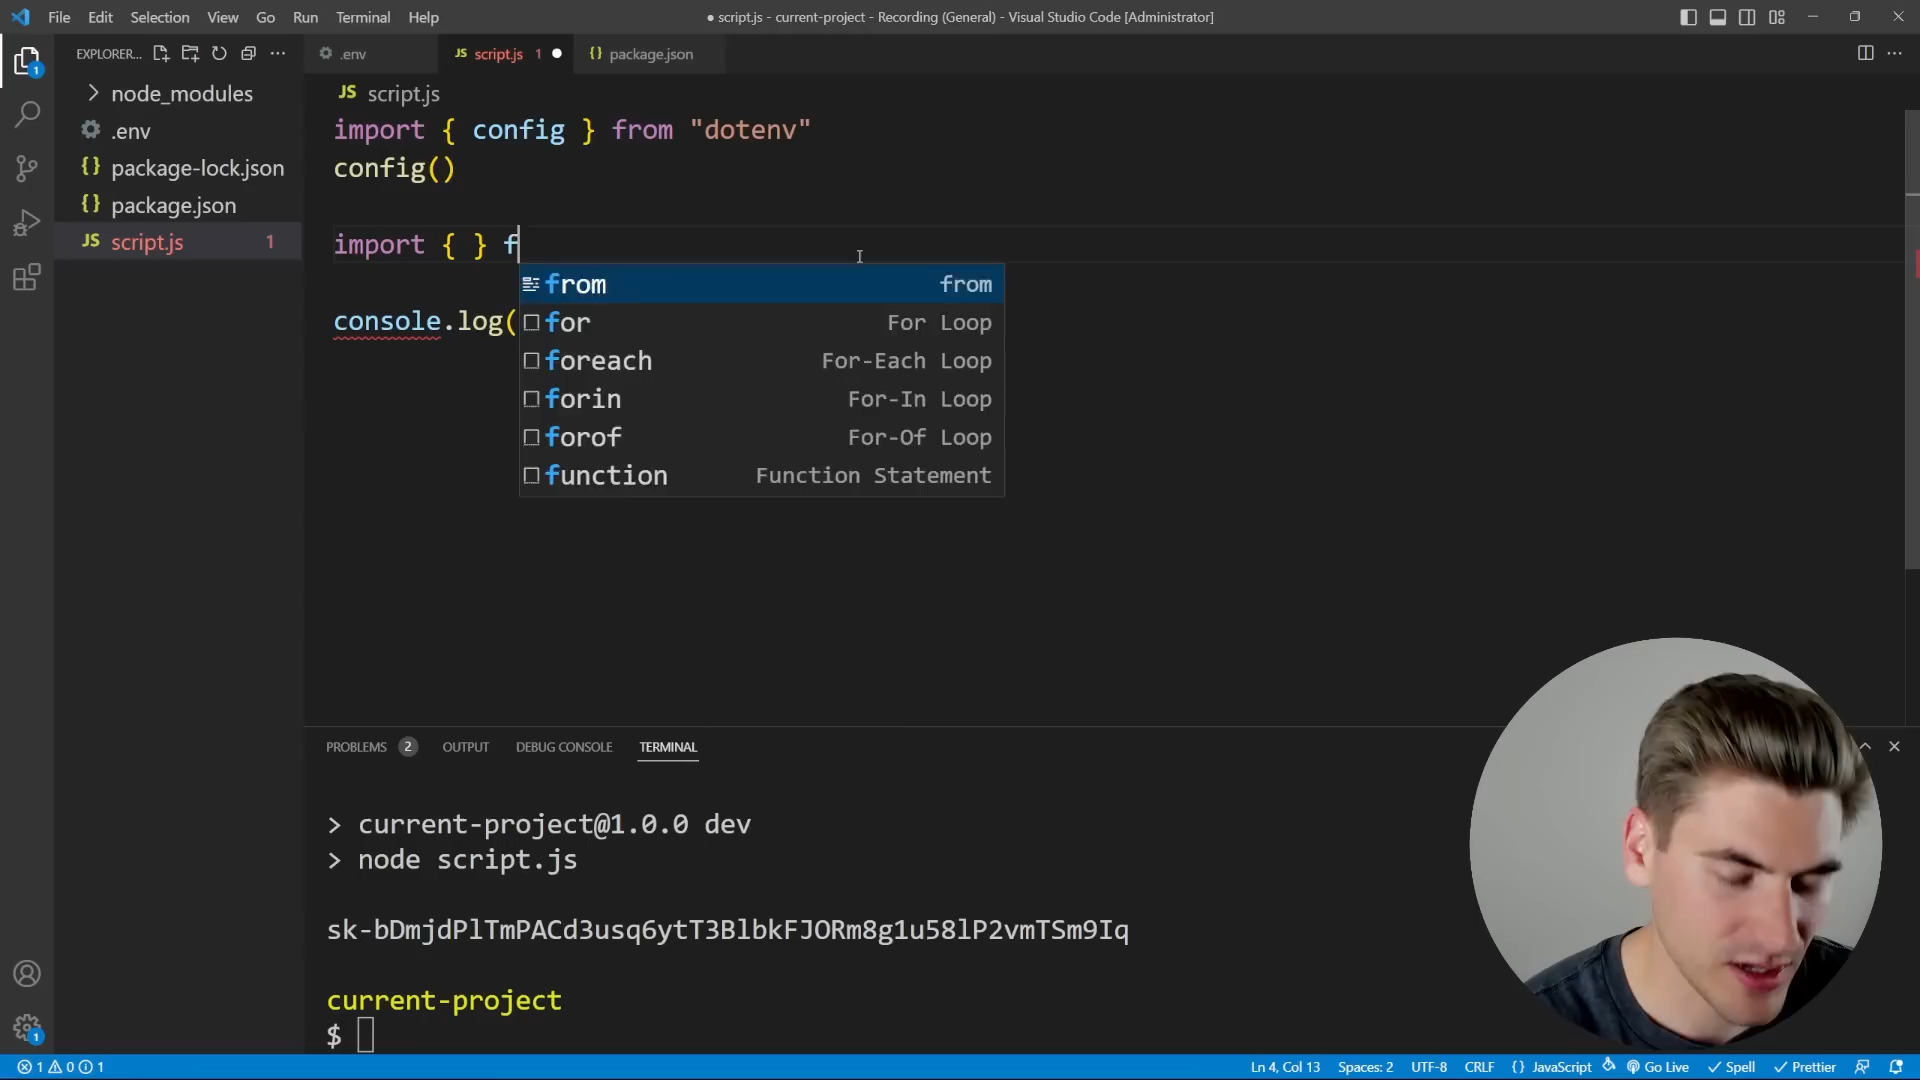 File Edit Selection View Go Run Terminal Help
● script.js - current-project - Recording (General) - Visual Studio Code [Administrator]
EXPLORER...
.env
JS script.js 1
{} package.json
node_modules
.env
{} package-lock.json
{} package.json
JS script.js 1
JS script.js
import { config } from "dotenv"
config()
import { } f
from from
for For Loop
foreach For-Each Loop
forin For-In Loop
forof For-Of Loop
function Function Statement
console.log(
PROBLEMS 2 OUTPUT DEBUG CONSOLE TERMINAL
> current-project@1.0.0 dev
> node script.js
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
current-project
$
1
1
1 0 1
Ln 4, Col 13 Spaces: 2 UTF-8 CRLF {} JavaScript Go Live Spell Prettier